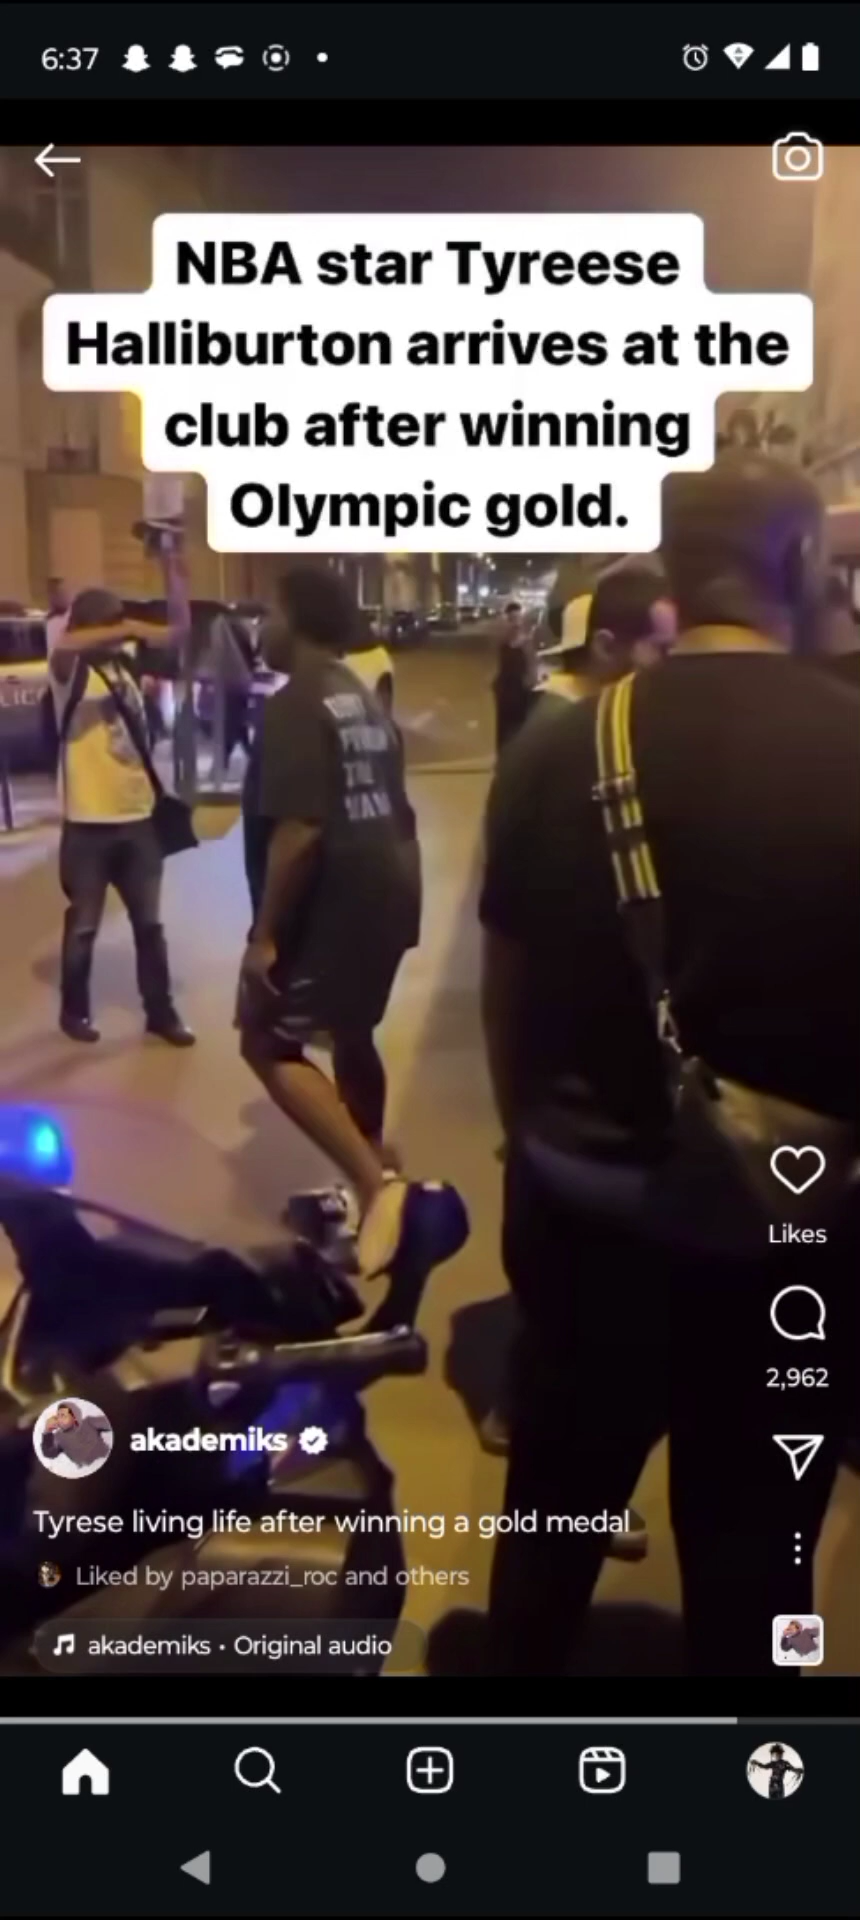 6:37
NBA star Tyreese
Halliburton arrives at the
club after winning
Olympic gold.
Likes
2,962
akademiks
Tyrese living life after winning a gold medal
Liked by paparazzi_roc and others
akademiks • Original audio